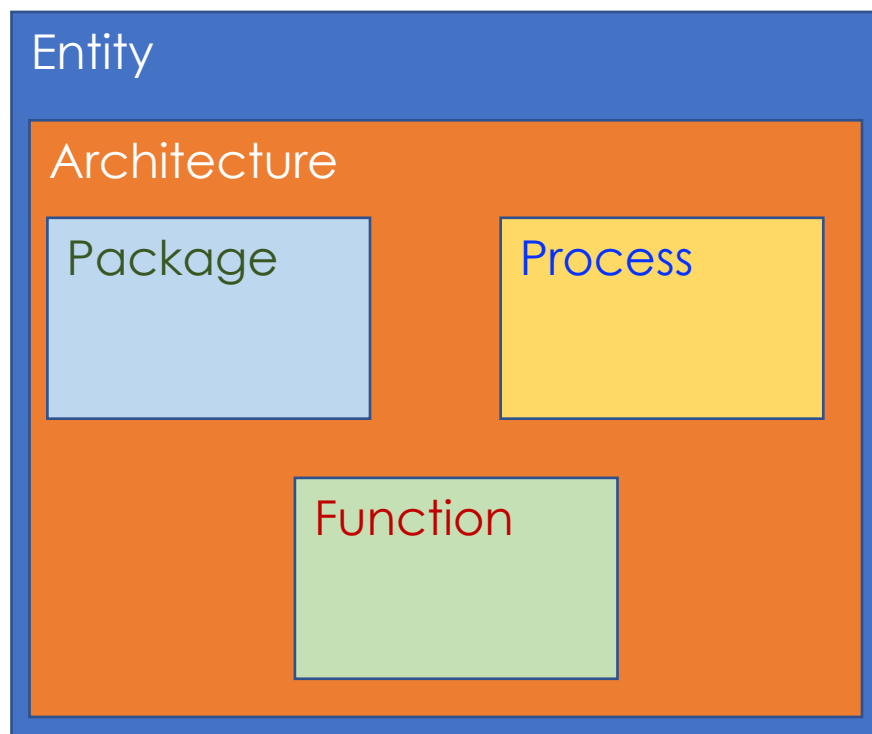 Entity
Architecture
Package
Process
Function